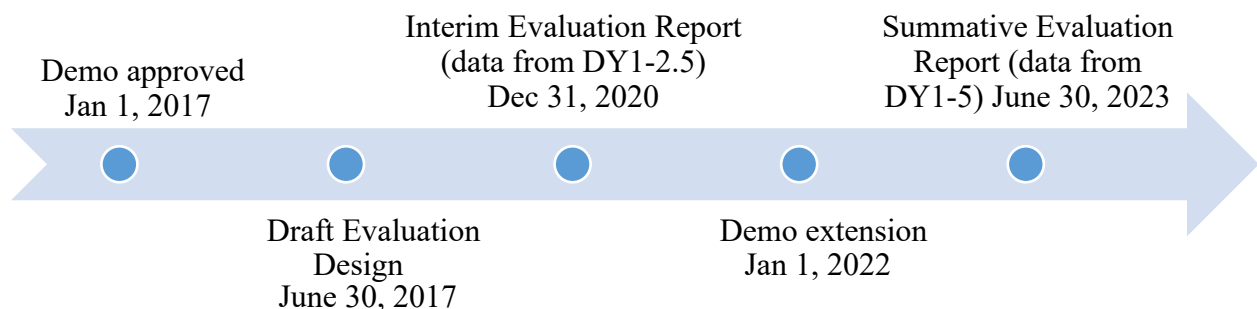 Demo approved
Jan 1, 2017
Interim Evaluation Report
(data from DY1-2.5)
Dec 31, 2020
Summative Evaluation
Report (data from
DY1-5) June 30, 2023
Draft Evaluation
Design
June 30, 2017
Demo extension
Jan 1, 2022